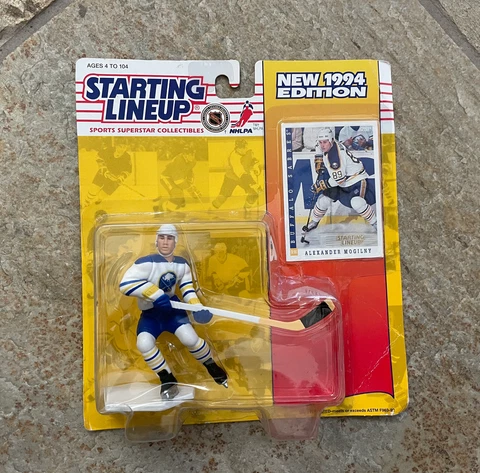 AGES 4 TO 104
STARTING
LINEUP®
SPORTS SUPERSTAR COLLECTIBLES
NHLPA
NEW 1994
EDITION
BUFFALO SABRES
89
STARTING
LINEUP
ALEXANDER MOGILNY